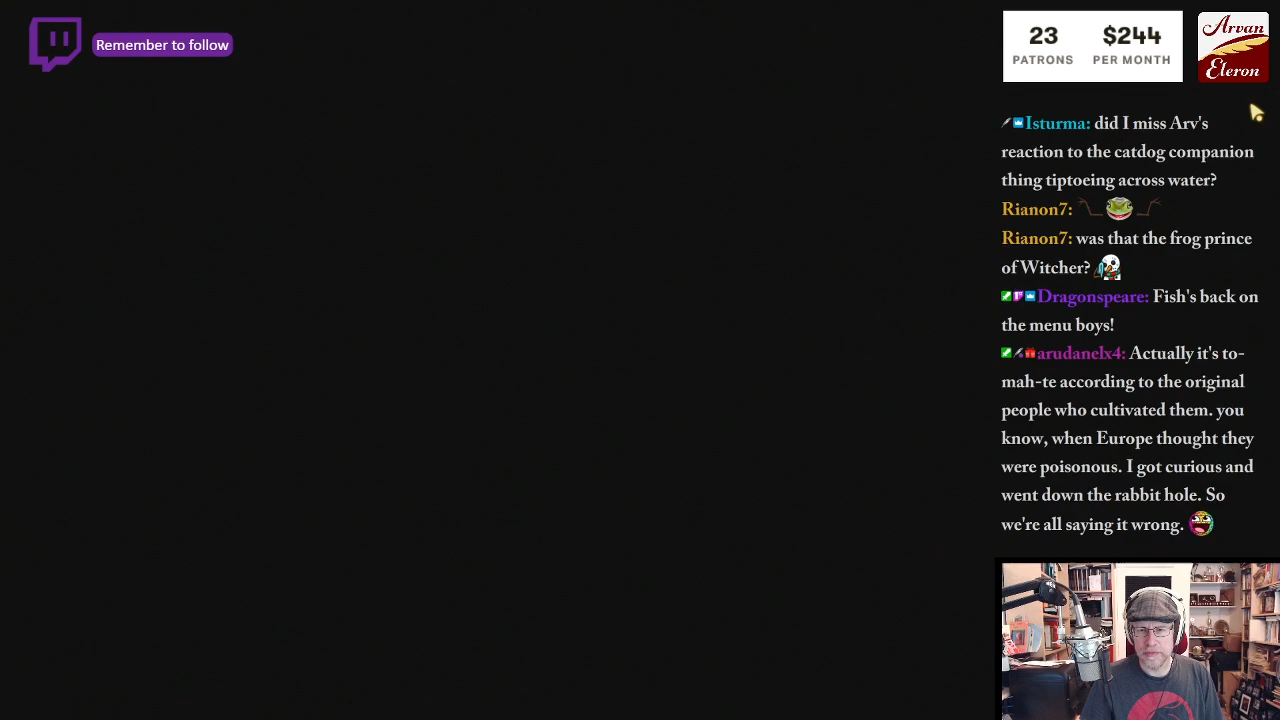 Remember to follow
23
$244
PATRONS
PER MONTH
Arvan
Eleron
Isturma: did I miss Arv's
reaction to the catdog companion
thing tiptoeing across water?
Rianon7:
Rianon7: was that the frog prince
of Witcher?
Dragonspeare: Fish's back on
the menu boys!
arudanelx4: Actually it's to-
mah-te according to the original
people who cultivated them. you
know, when Europe thought they
were poisonous. I got curious and
went down the rabbit hole. So
we're all saying it wrong.